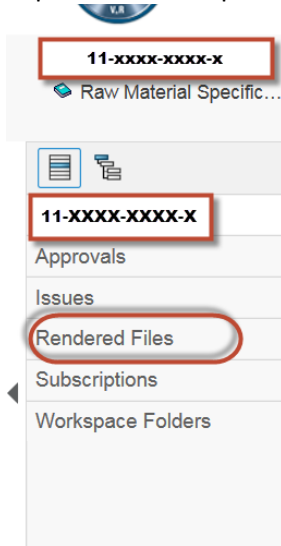 V,R
11-xxxx-xxxx-x
Raw Material Specific...
11-XXXX-XXXX-X
Approvals
Issues
Rendered Files
Subscriptions
Workspace Folders